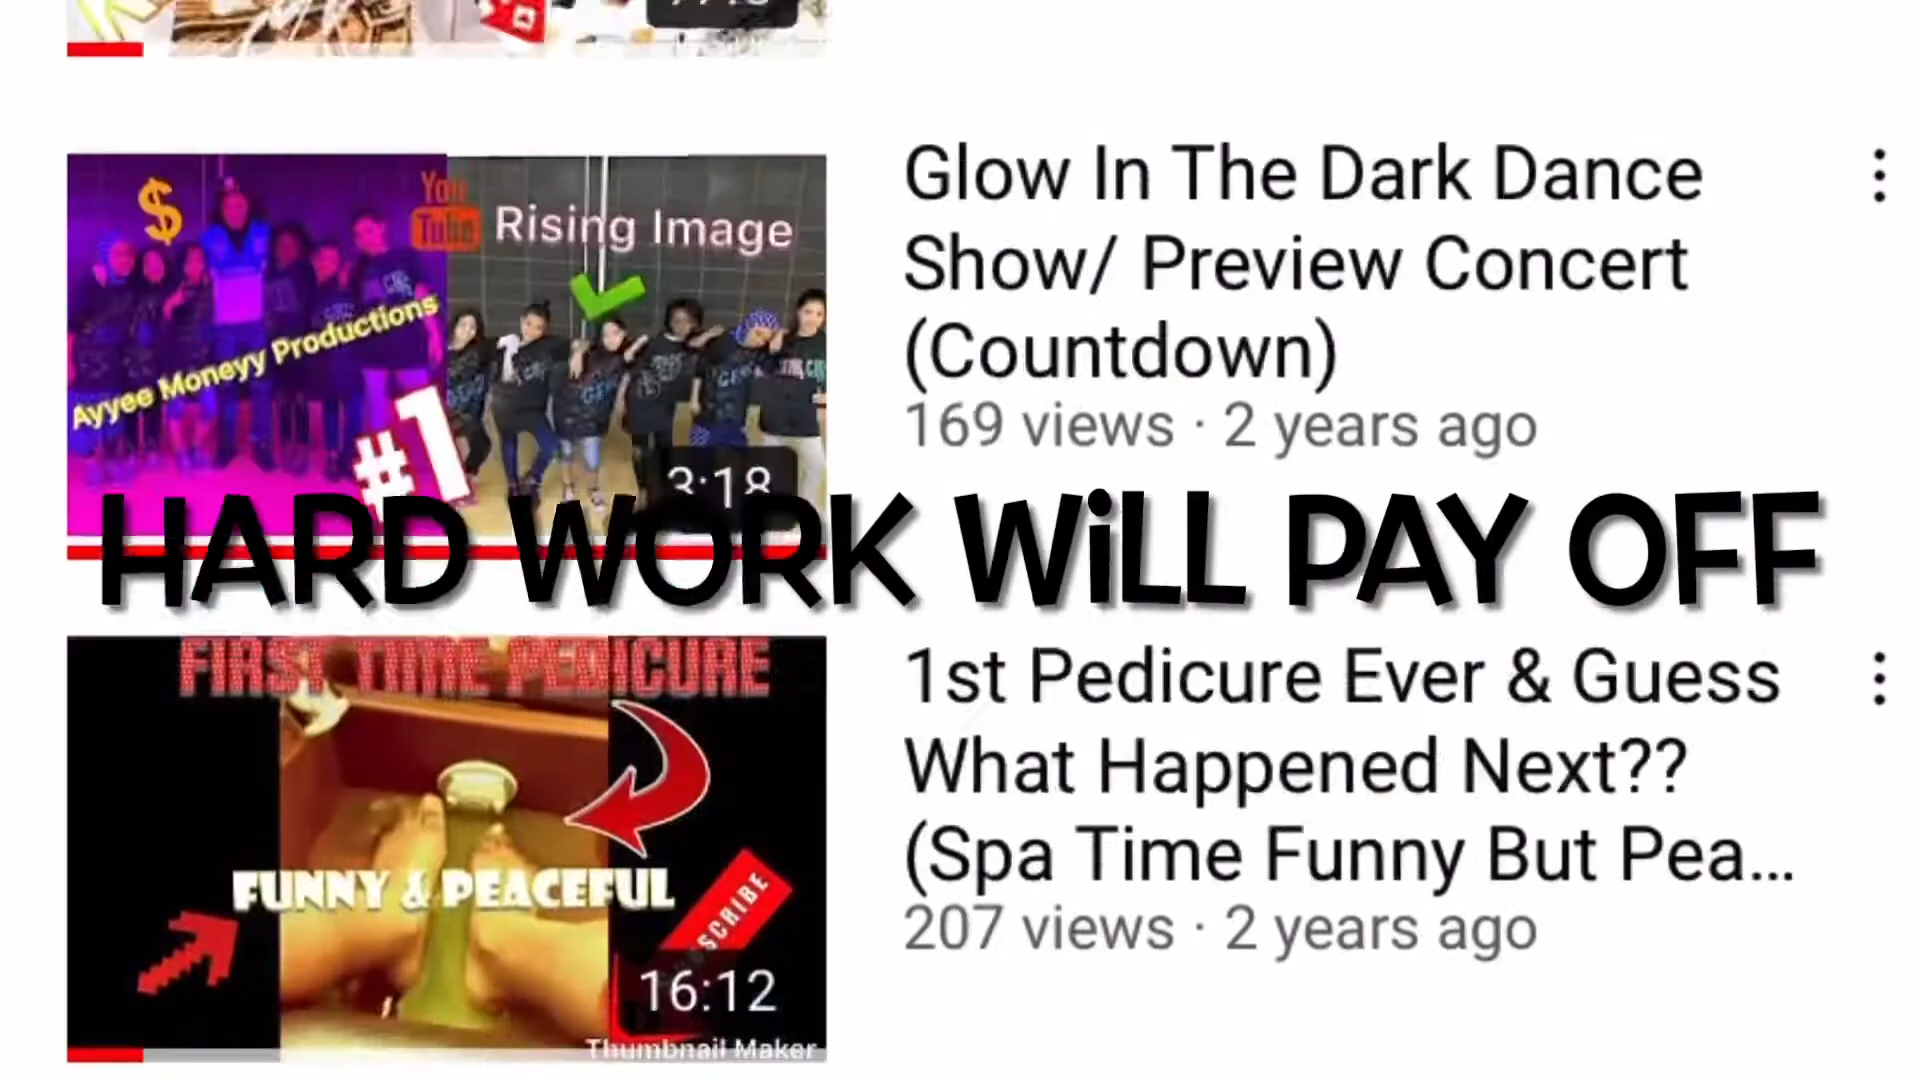 Glow In The Dark Dance
Show/ Preview Concert
(Countdown)
169 views · 2 years ago
$
You
Tube
Rising Image
Ayyee Moneyy Productions
#1
3:18
HARD WORK WiLL PAY OFF
FIRST TIME PEDICURE
FUNNY & PEACEFUL
16:12
Thumbnail Maker
1st Pedicure Ever & Guess
What Happened Next??
(Spa Time Funny But Pea...
207 views · 2 years ago